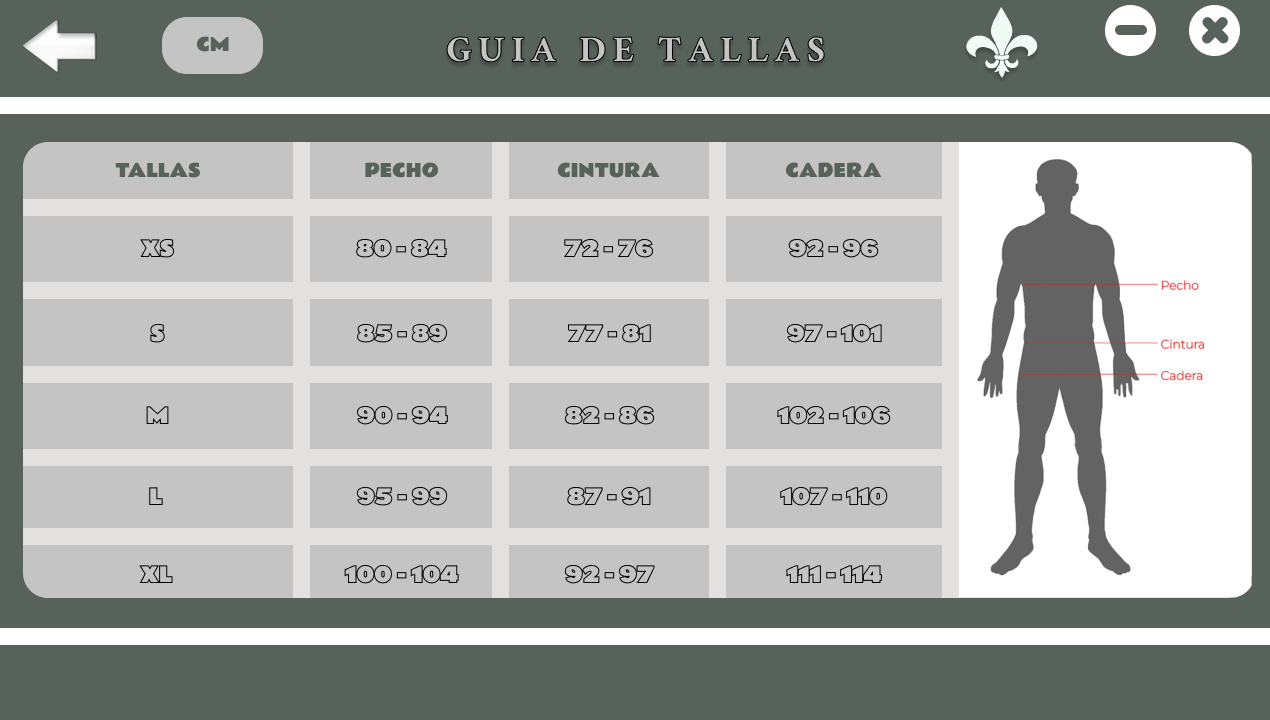 CM
GUIA DE TALLAS
TALLAS PECHO CINTURA CADERA
XS 80 - 84 72 - 76 92 - 96
S 85 - 89 77 - 81 97 - 101
M 90 - 94 82 - 86 102 - 106
L 95 - 99 87 - 91 107 - 110
XL 100 - 104 92 - 97 111 - 114
Pecho
Cintura
Cadera